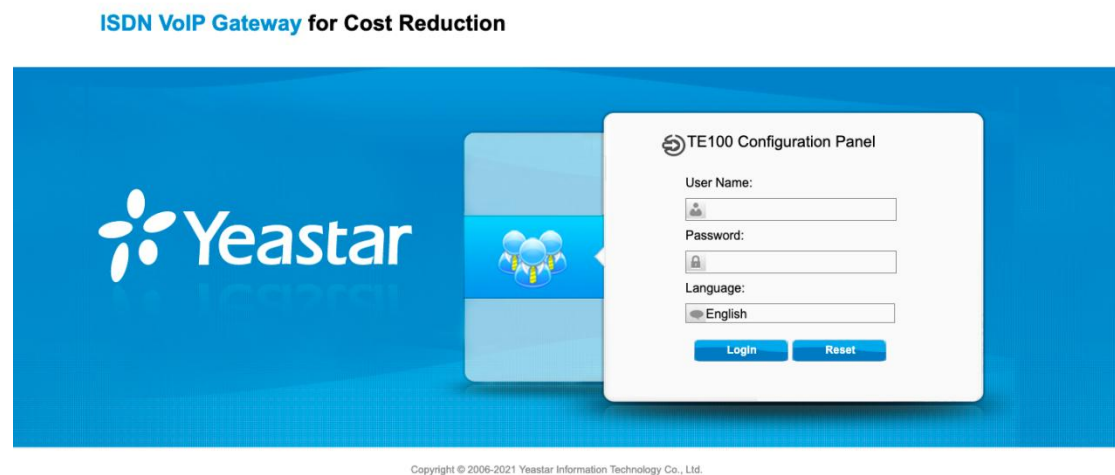 ISDN VoIP Gateway for Cost Reduction
Yeastar
TE100 Configuration Panel
User Name:
Password:
Language:
English
Login
Reset
Copyright © 2006-2021 Yeastar Information Technology Co., Ltd.